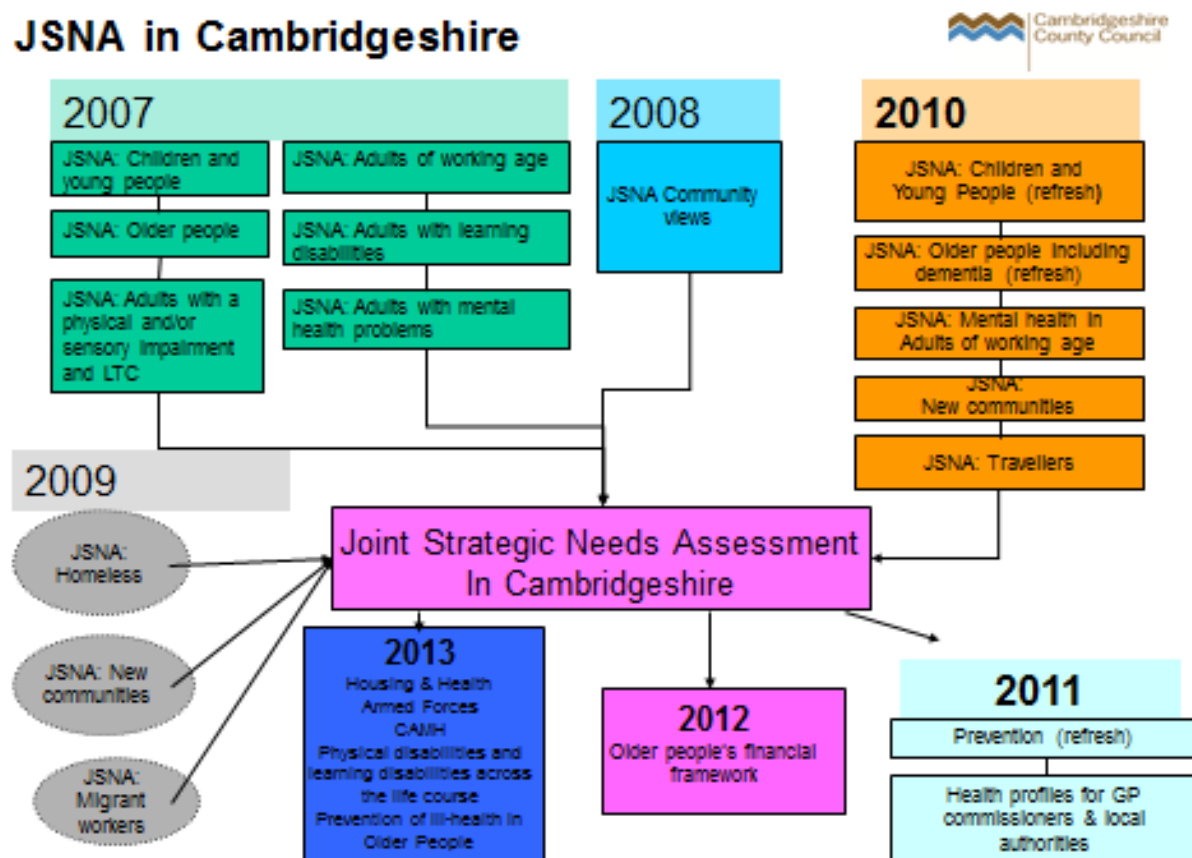 JSNA in Cambridgeshire
Cambridgeshire
County Council
2007
JSNA: Children and
young people
JSNA: Older people
JSNA: Adults with a
physical and/or
sensory impairment
and LTC
JSNA: Adults of working age
JSNA: Adults with learning
disabilities
JSNA: Adults with mental
health problems
2008
JSNA Community
views
2010
JSNA: Children and
Young People (refresh)
JSNA: Older people including
dementia (refresh)
JSNA: Mental health in
Adults of working age
JSNA:
New communities
JSNA: Travellers
2009
JSNA:
Homeless
JSNA: New
communities
JSNA:
Migrant
workers
Joint Strategic Needs Assessment
In Cambridgeshire
2013
Housing & Health
Armed Forces
CAMH
Physical disabilities and
learning disabilities across
the life course
Prevention of ill-health in
Older People
2012
Older people's financial
framework
2011
Prevention (refresh)
Health profiles for GP
commissioners & local
authorities